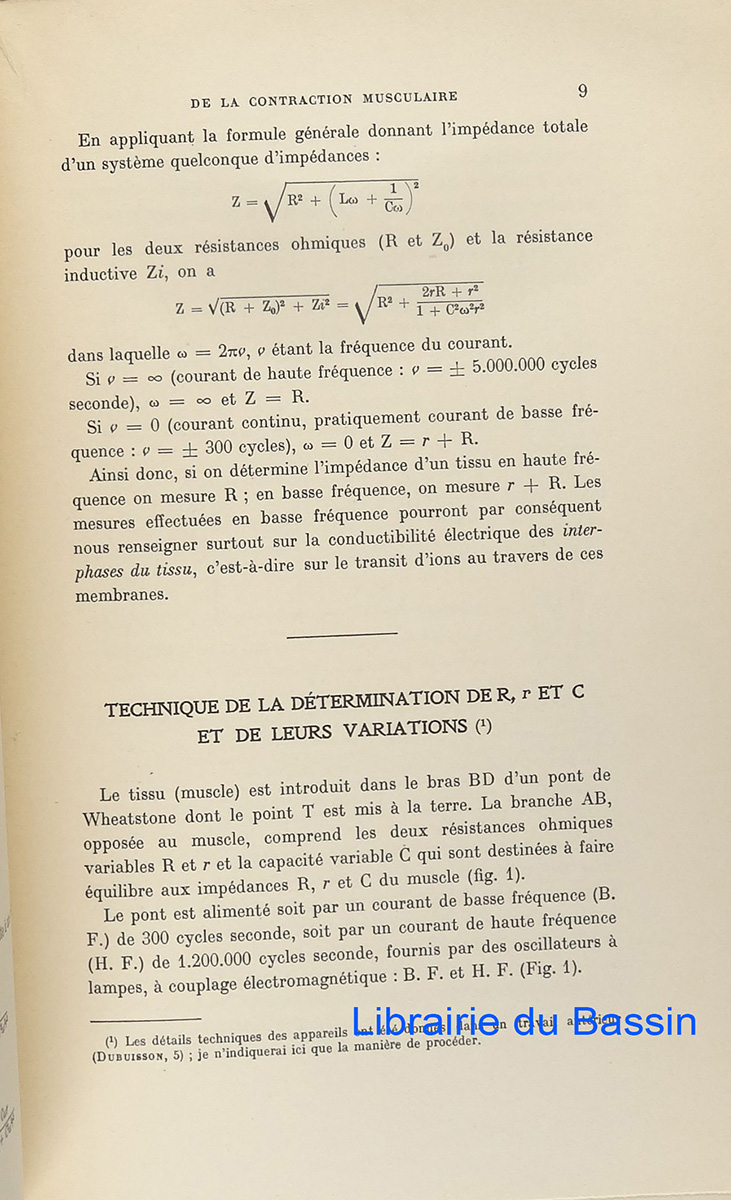 DE LA CONTRACTION MUSCULAIRE 9
En appliquant la formule générale donnant l'impédance totale
d'un système quelconque d'impédances :
Z = √(R² + (Lω + 1/Cω)²)
pour les deux résistances ohmiques (R et Z₀) et la résistance
inductive Zi, on a
Z = √(R + Z₀)² + Zi² = √(R² + (2rR + r²)/(1 + C²ω²r²))
dans laquelle ω = 2πν, ν étant la fréquence du courant.
Si ν = ∞ (courant de haute fréquence : ν = ± 5.000.000 cycles
seconde), ω = ∞ et Z = R.
Si ν = 0 (courant continu, pratiquement courant de basse fré-
quence : ν = ± 300 cycles), ω = 0 et Z = r + R.
Ainsi donc, si on détermine l'impédance d'un tissu en haute fré-
quence on mesure R ; en basse fréquence, on mesure r + R. Les
mesures effectuées en basse fréquence pourront par conséquent
nous renseigner surtout sur la conductibilité électrique des inter-
phases du tissu, c'est-à-dire sur le transit d'ions au travers de ces
membranes.
TECHNIQUE DE LA DÉTERMINATION DE R, r ET C
ET DE LEURS VARIATIONS (¹)
Le tissu (muscle) est introduit dans le bras BD d'un pont de
Wheatstone dont le point T est mis à la terre. La branche AB,
opposée au muscle, comprend les deux résistances ohmiques
variables R et r et la capacité variable C qui sont destinées à faire
équilibre aux impédances R, r et C du muscle (fig. 1).
Le pont est alimenté soit par un courant de basse fréquence (B.
F.) de 300 cycles seconde, soit par un courant de haute fréquence
(H. F.) de 1.200.000 cycles seconde, fournis par des oscillateurs à
lampes, à couplage électromagnétique : B. F. et H. F. (Fig. 1).
(¹) Les détails techniques des appareils ont été donnés dans un travail antérieur
(DUBUISSON, 5) ; je n'indiquerai ici que la manière de procéder.
Librairie du Bassin